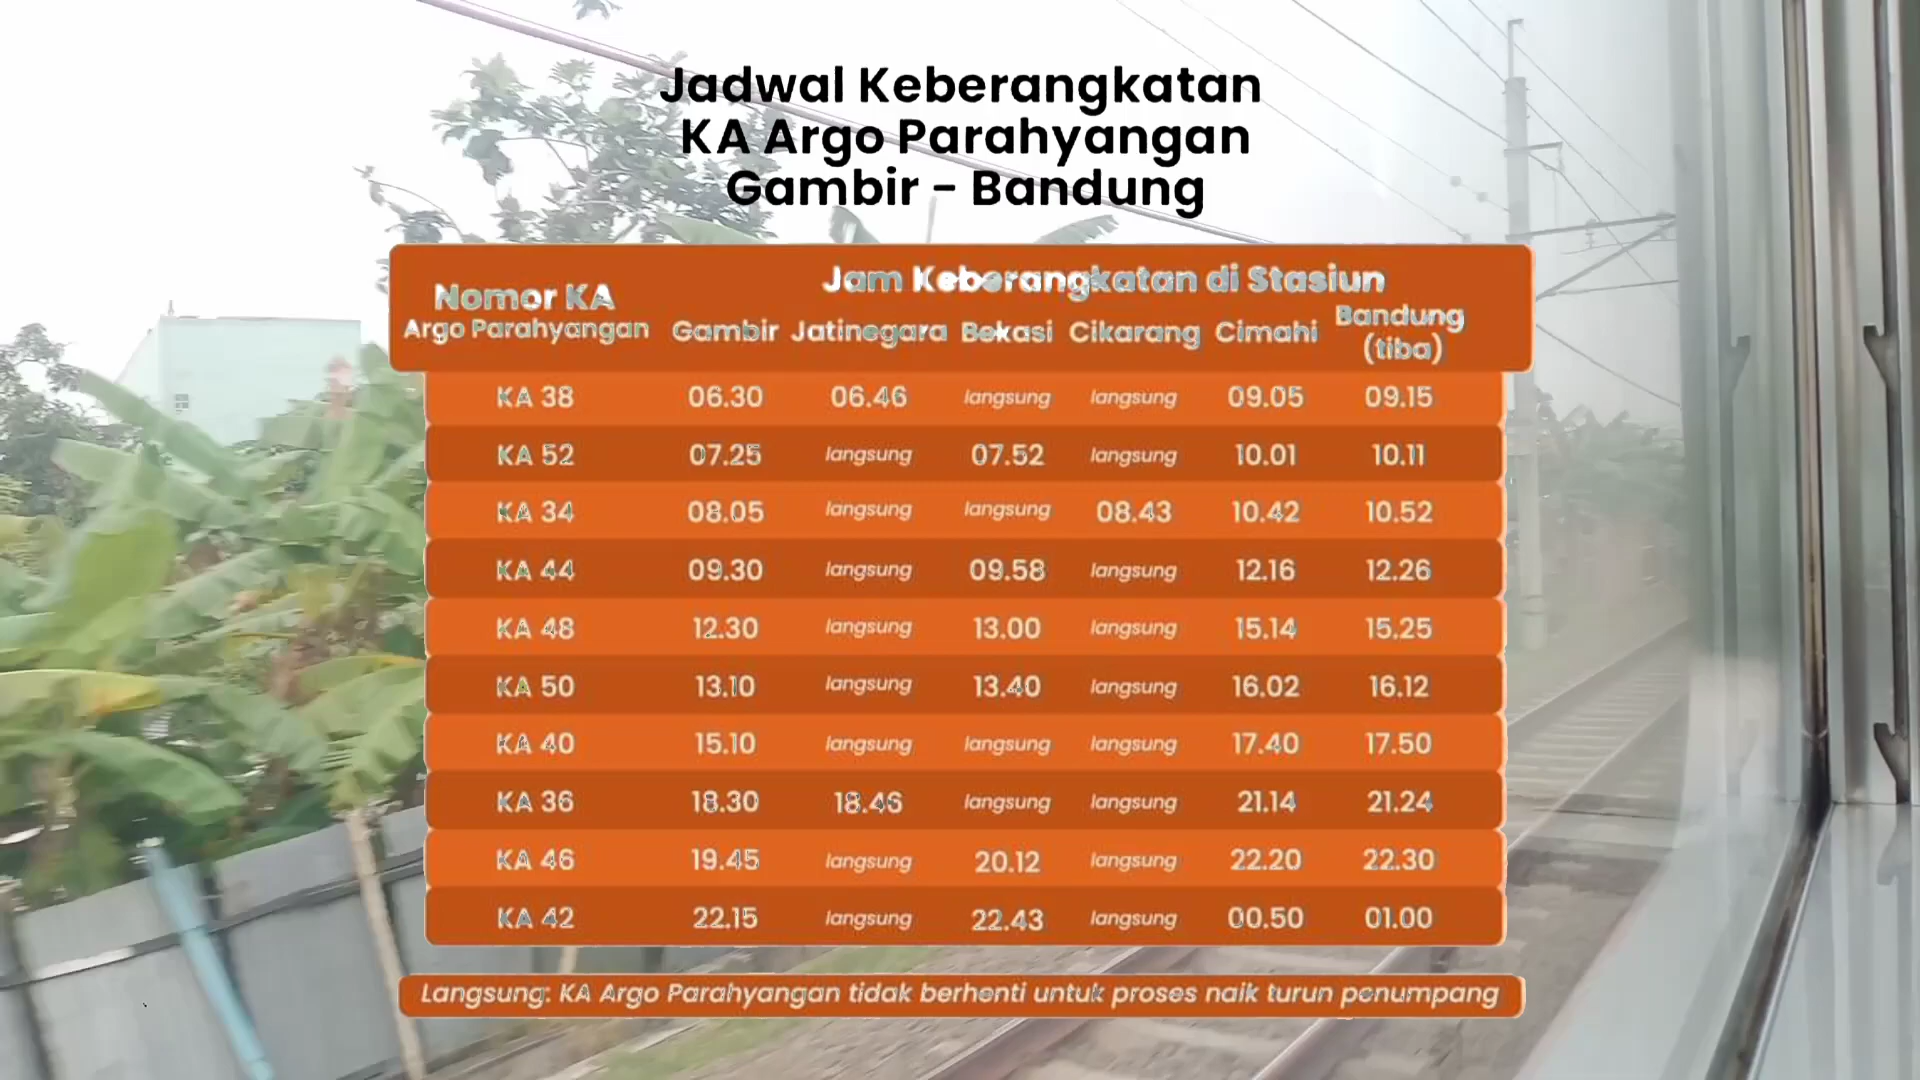 Jadwal Keberangkatan
KA Argo Parahyangan
Gambir - Bandung
Nomor KA
Argo Parahyangan
Jam Keberangkatan di Stasiun
Gambir Jatinegara Bekasi Cikarang Cimahi Bandung (tiba)
KA 38 06.30 06.46 langsung langsung 09.05 09.15
KA 52 07.25 langsung 07.52 langsung 10.01 10.11
KA 34 08.05 langsung langsung 08.43 10.42 10.52
KA 44 09.30 langsung 09.58 langsung 12.16 12.26
KA 48 12.30 langsung 13.00 langsung 15.14 15.25
KA 50 13.10 langsung 13.40 langsung 16.02 16.12
KA 40 15.10 langsung langsung langsung 17.40 17.50
KA 36 18.30 18.46 langsung langsung 21.14 21.24
KA 46 19.45 langsung 20.12 langsung 22.20 22.30
KA 42 22.15 langsung 22.43 langsung 00.50 01.00
Langsung: KA Argo Parahyangan tidak berhenti untuk proses naik turun penumpang